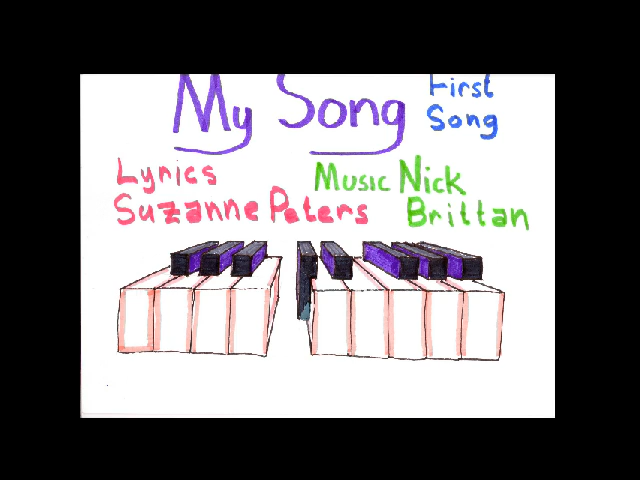 My Song
First
Song
Lyrics
Suzanne Peters
Music Nick
Brittan